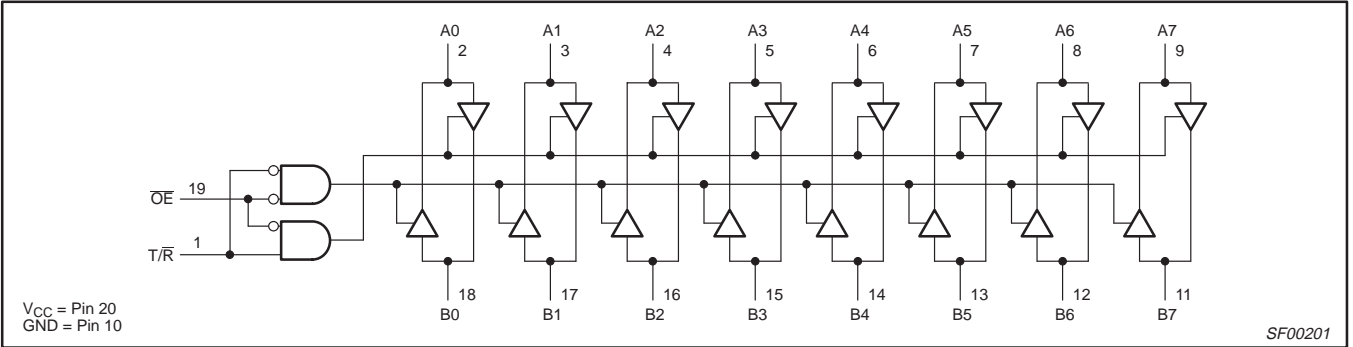 A0 A1 A2 A3 A4 A5 A6 A7
2 3 4 5 6 7 8 9
O̅E̅ 19
T/R̅ 1
18 17 16 15 14 13 12 11
B0 B1 B2 B3 B4 B5 B6 B7
VCC = Pin 20
GND = Pin 10
SF00201